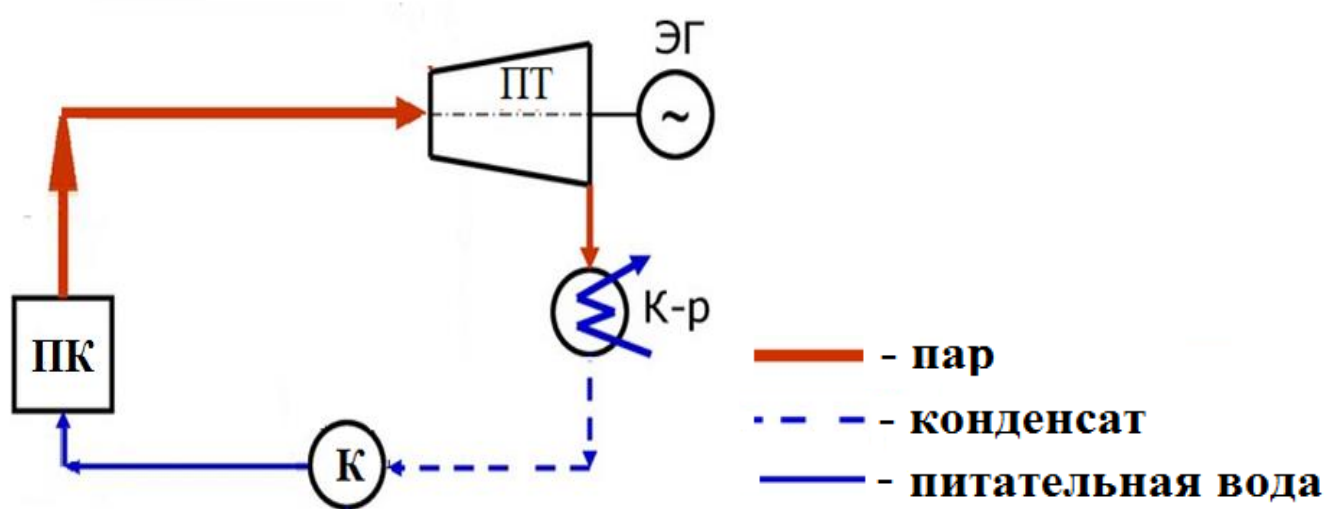 ЭГ
ПТ
~
К-р
ПК
К
- пар
- конденсат
- питательная вода